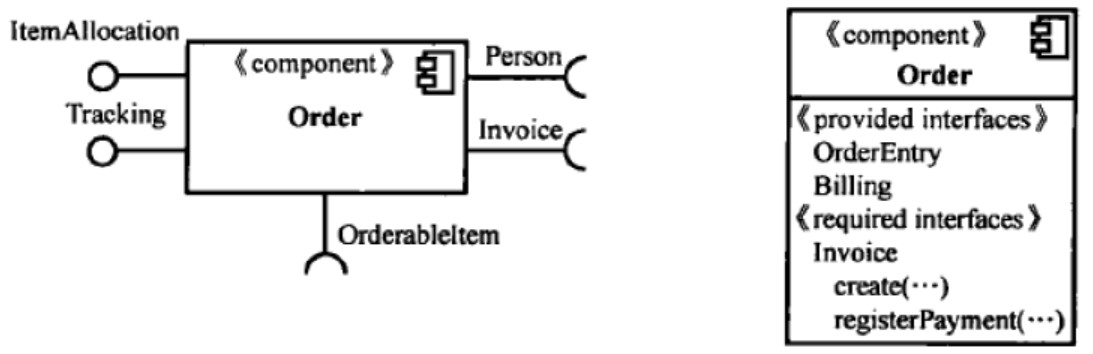 ItemAllocation
Tracking
《component》
Order
Person
Invoice
OrderableItem
《component》
Order
《provided interfaces》
OrderEntry
Billing
《required interfaces》
Invoice
create(···)
registerPayment(···)